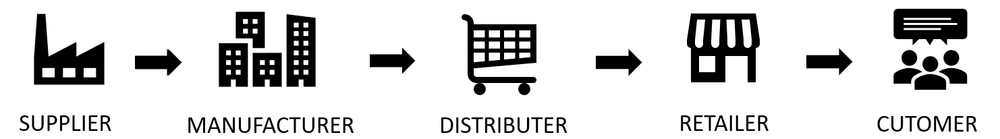 SUPPLIER
MANUFACTURER
DISTRIBUTER
RETAILER
CUTOMER